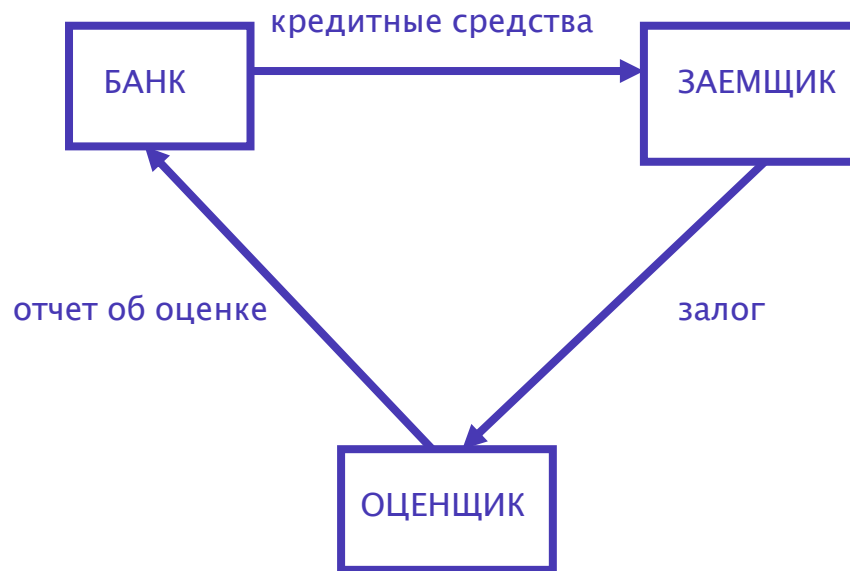 кредитные средства
БАНК
ЗАЕМЩИК
отчет об оценке
залог
ОЦЕНЩИК